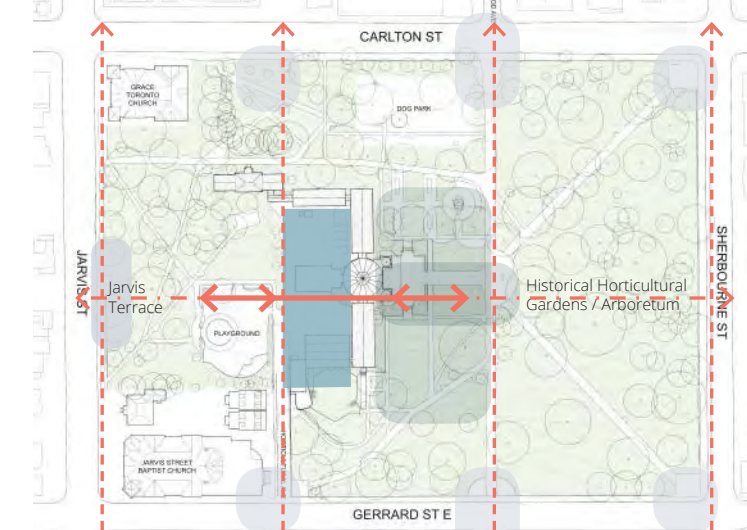 CARLTON ST
GRACE
TORONTO
CHURCH
DOG PARK
JARVIS ST
Jarvis
Terrace
Historical Horticultural
Gardens / Arboretum
SHERBOURNE ST
PLAYGROUND
JARVIS STREET
BAPTIST CHURCH
GERRARD ST E